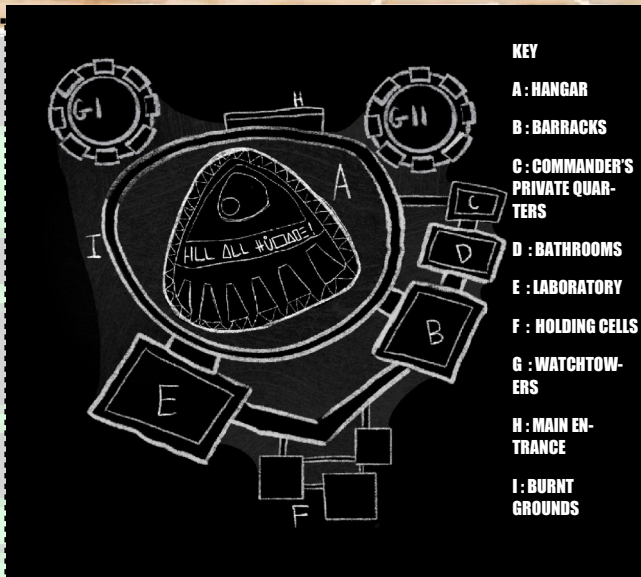 GI
H
GII
A
I
C
D
B
E
F
KEY
A : HANGAR
B : BARRACKS
C : COMMANDER'S
PRIVATE QUAR-
TERS
D : BATHROOMS
E : LABORATORY
F : HOLDING CELLS
G : WATCHTOW-
ERS
H : MAIN EN-
TRANCE
I : BURNT
GROUNDS